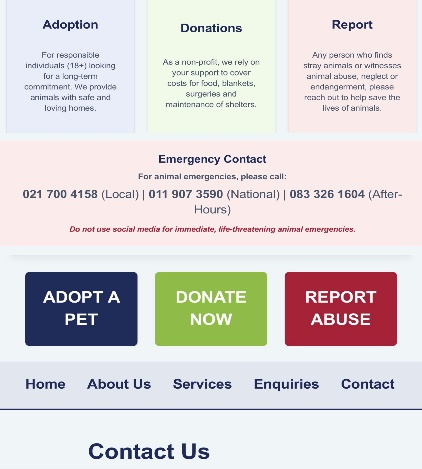 Adoption
For responsible
individuals (18+) looking
for a long-term
commitment. We provide
animals with safe and
loving homes.
Donations
As a non-profit, we rely on
your support to cover
costs for food, blankets,
surgeries and
maintenance of shelters.
Report
Any person who finds
stray animals or witnesses
animal abuse, neglect or
endangerment, please
reach out to help save the
lives of animals.
Emergency Contact
For animal emergencies, please call:
021 700 4158 (Local) | 011 907 3590 (National) | 083 326 1604 (After-
Hours)
Do not use social media for immediate, life-threatening animal emergencies.
ADOPT A
PET
DONATE
NOW
REPORT
ABUSE
Home About Us Services Enquiries Contact
Contact Us